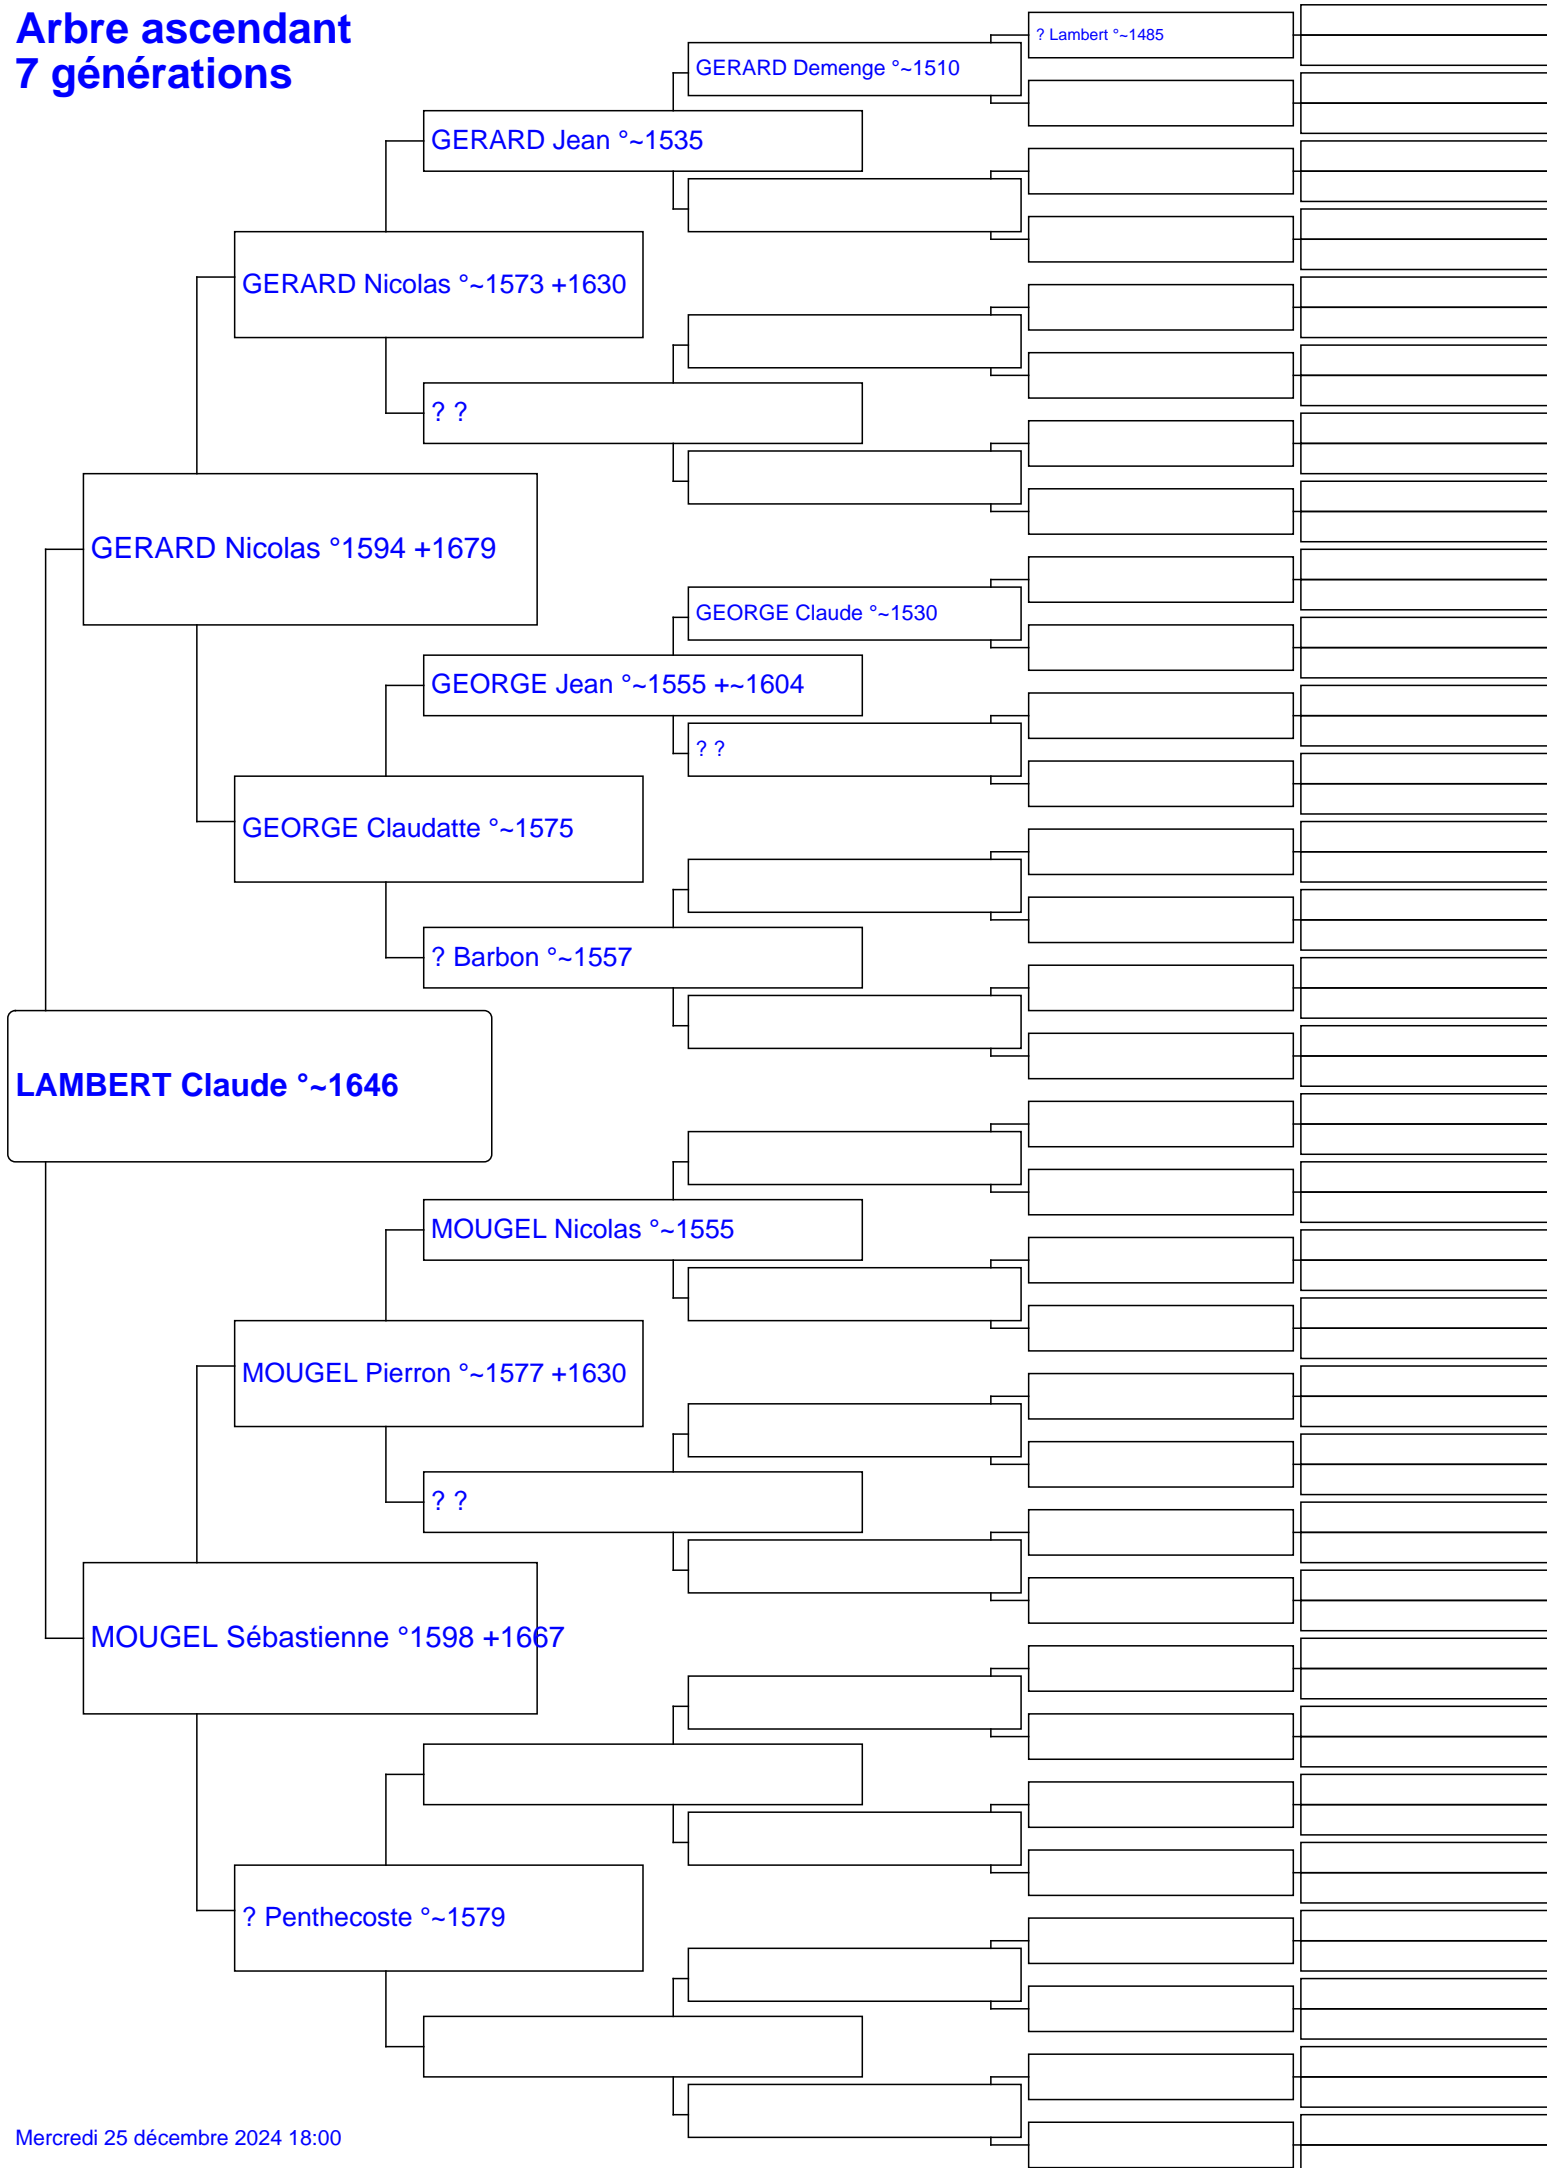 Arbre ascendant
7 générations
? Lambert °~1485
GERARD Demenge °~1510
GERARD Jean °~1535
GERARD Nicolas °~1573 +1630
? ?
GERARD Nicolas °1594 +1679
GEORGE Claude °~1530
GEORGE Jean °~1555 +~1604
? ?
GEORGE Claudatte °~1575
? Barbon °~1557
LAMBERT Claude °~1646
MOUGEL Nicolas °~1555
MOUGEL Pierron °~1577 +1630
? ?
MOUGEL Sébastienne °1598 +1667
? Penthecoste °~1579
Mercredi 25 décembre 2024 18:00